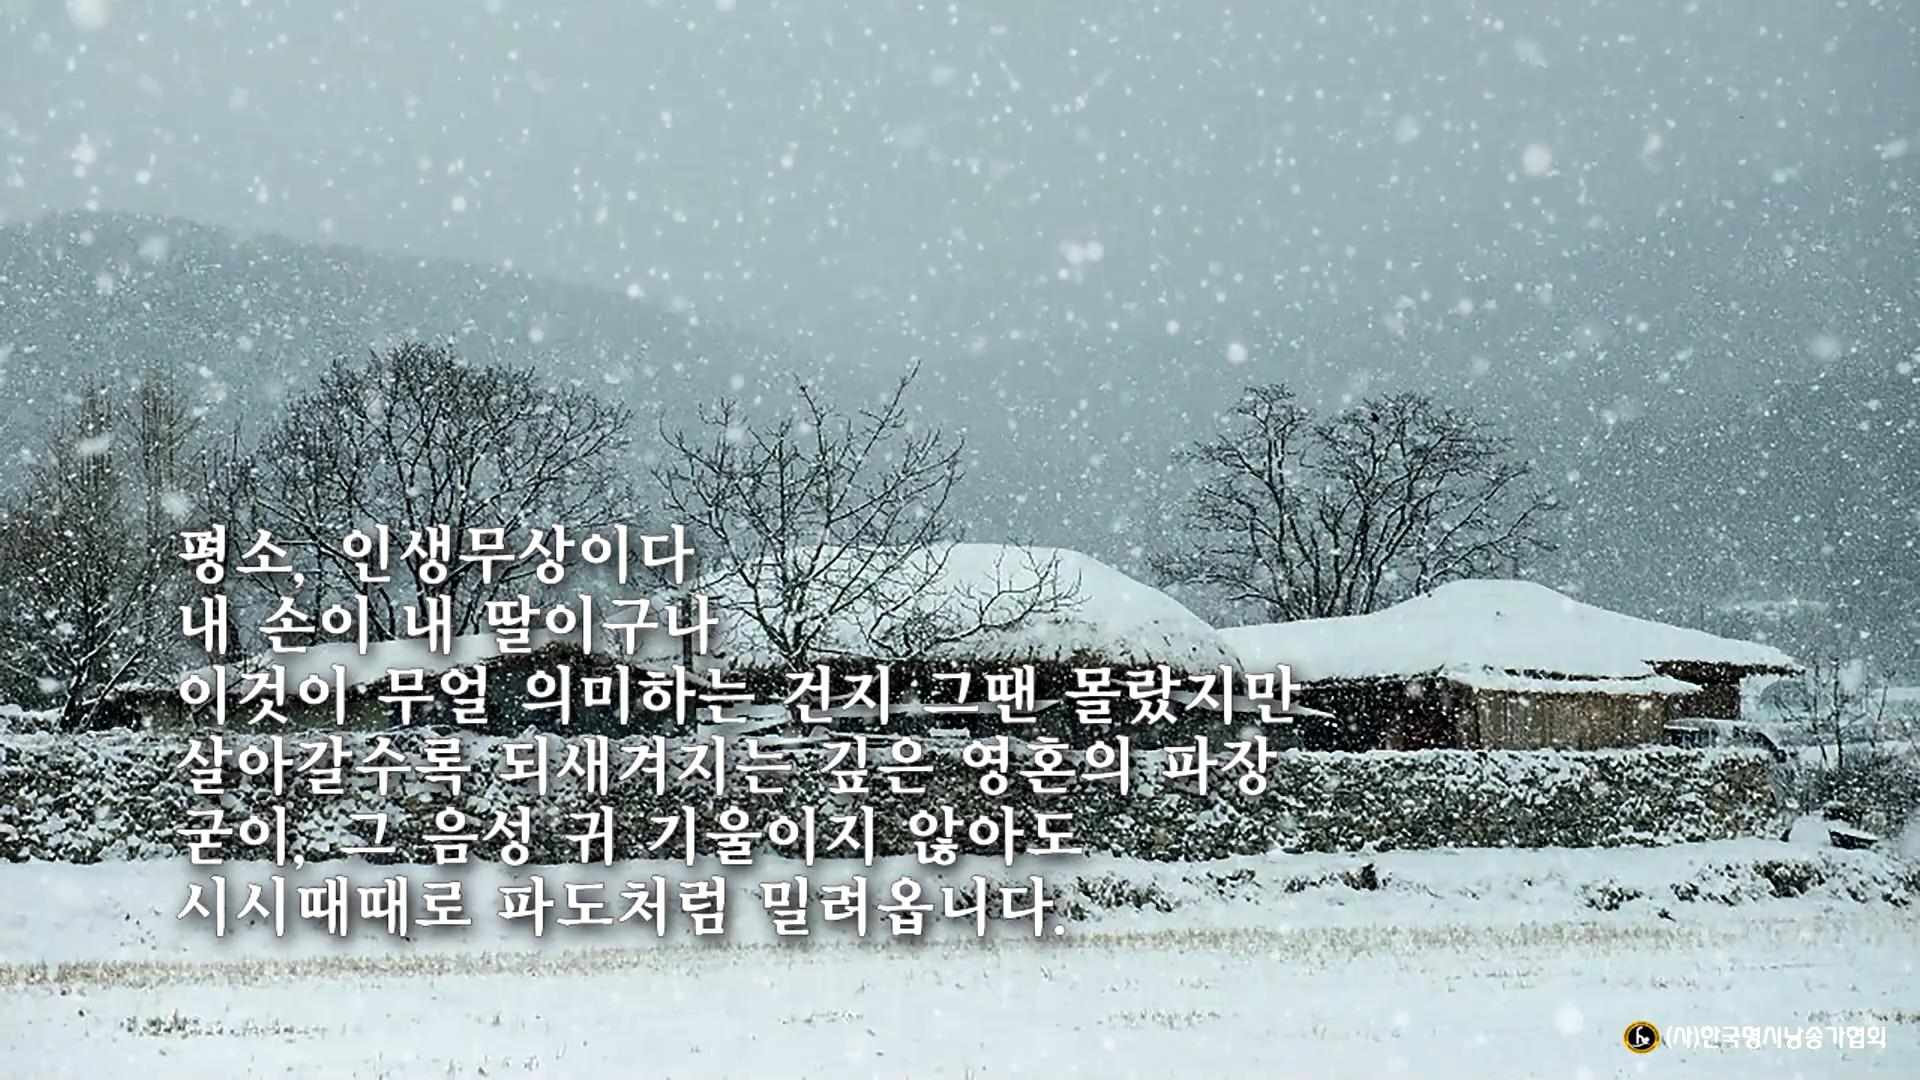 평소, 인생무상이다
내 손이 내 딸이구나
이것이 무얼 의미하는 건지 그땐 몰랐지만
살아갈수록 되새겨지는 깊은 영혼의 파장
굳이, 그 음성 귀 기울이지 않아도
시시때때로 파도처럼 밀려옵니다.
(사)한국명시낭송가협회